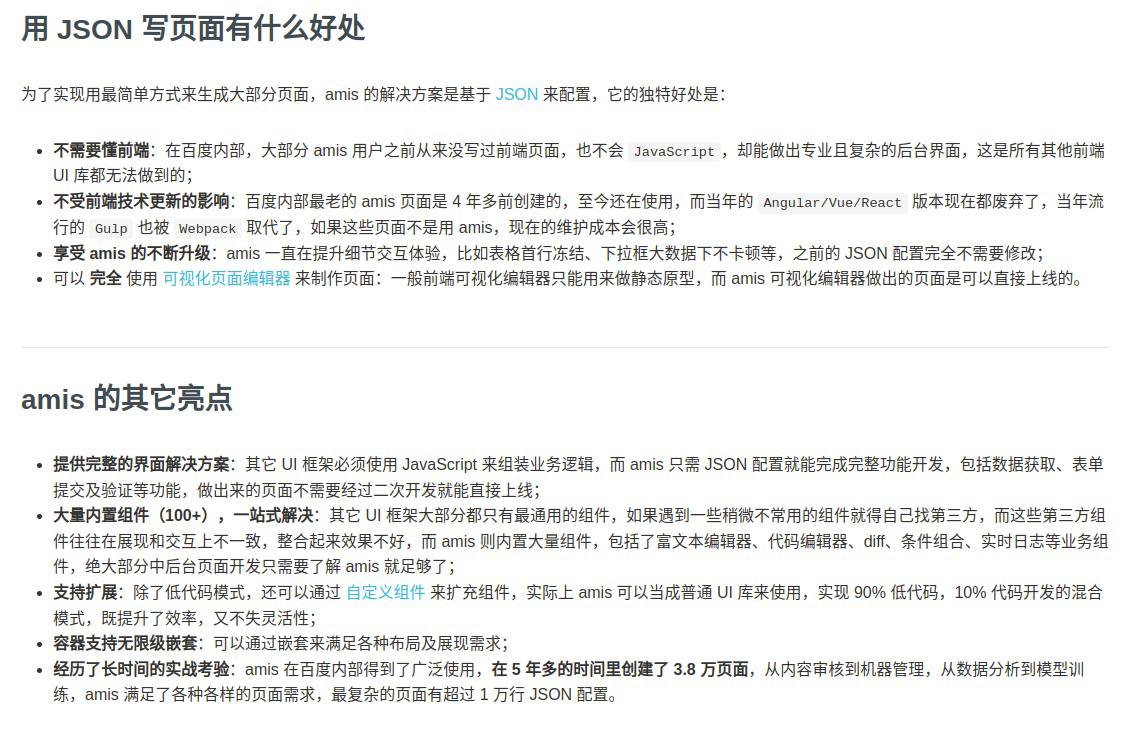 用 JSON 写页面有什么好处
为了实现用最简单方式来生成大部分页面，amis 的解决方案是基于 JSON 来配置，它的独特好处是：
不需要懂前端：在百度内部，大部分 amis 用户之前从来没写过前端页面，也不会 JavaScript，却能做出专业且复杂的后台界面，这是所有其他前端
UI 库都无法做到的；
不受前端技术更新的影响：百度内部最老的 amis 页面是 4 年多前创建的，至今还在使用，而当年的 Angular/Vue/React 版本现在都废弃了，当年流
行的 Gulp 也被 Webpack 取代了，如果这些页面不是用 amis，现在的维护成本会很高；
享受 amis 的不断升级：amis 一直在提升细节交互体验，比如表格首行冻结、下拉框大数据下不卡顿等，之前的 JSON 配置完全不需要修改；
可以 完全 使用 可视化页面编辑器 来制作页面：一般前端可视化编辑器只能用来做静态原型，而 amis 可视化编辑器做出的页面是可以直接上线的。
amis 的其它亮点
提供完整的界面解决方案：其它 UI 框架必须使用 JavaScript 来组装业务逻辑，而 amis 只需 JSON 配置就能完成完整功能开发，包括数据获取、表单
提交及验证等功能，做出来的页面不需要经过二次开发就能直接上线；
大量内置组件（100+），一站式解决：其它 UI 框架大部分都只有最通用的组件，如果遇到一些稍微不常用的组件就得自己找第三方，而这些第三方组
件往往在展现和交互上不一致，整合起来效果不好，而 amis 则内置大量组件，包括了富文本编辑器、代码编辑器、diff、条件组合、实时日志等业务组
件，绝大部分中后台页面开发只需要了解 amis 就足够了；
支持扩展：除了低代码模式，还可以通过 自定义组件 来扩充组件，实际上 amis 可以当成普通 UI 库来使用，实现 90% 低代码，10% 代码开发的混合
模式，既提升了效率，又不失灵活性；
容器支持无限级嵌套：可以通过嵌套来满足各种布局及展现需求；
经历了长时间的实战考验：amis 在百度内部得到了广泛使用，在 5 年多的时间里创建了 3.8 万页面，从内容审核到机器管理，从数据分析到模型训
练，amis 满足了各种各样的页面需求，最复杂的页面有超过 1 万行 JSON 配置。